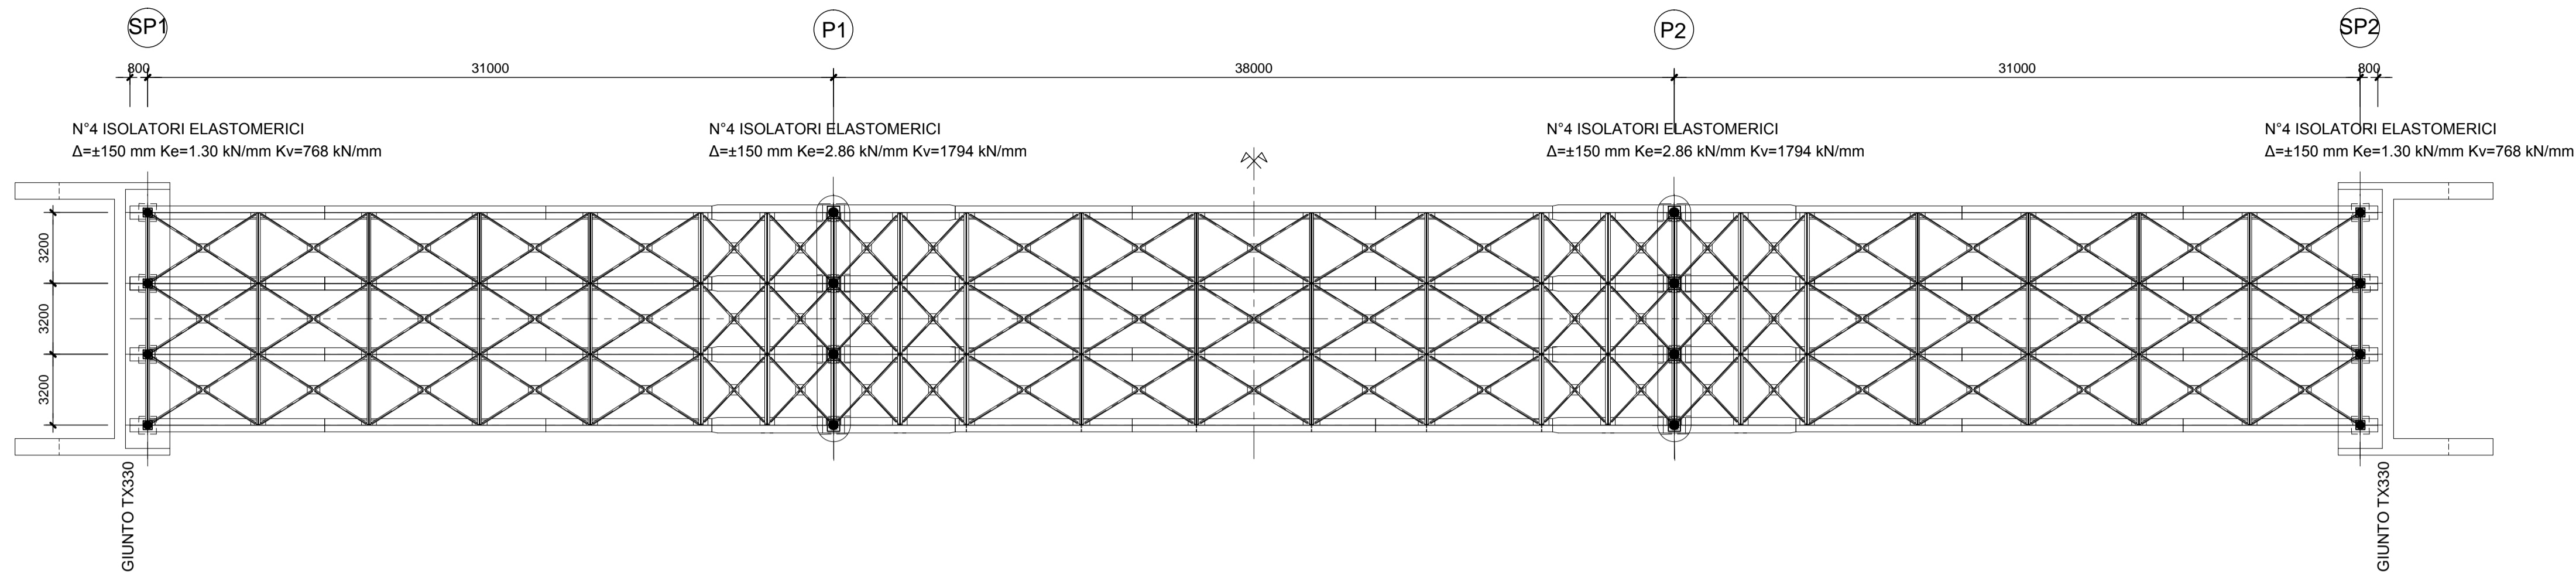 SP1
P1
P2
SP2
800
31000
38000
31000
800
N°4 ISOLATORI ELASTOMERICI
Δ=±150 mm Ke=1.30 kN/mm Kv=768 kN/mm
N°4 ISOLATORI ELASTOMERICI
Δ=±150 mm Ke=2.86 kN/mm Kv=1794 kN/mm
N°4 ISOLATORI ELASTOMERICI
Δ=±150 mm Ke=2.86 kN/mm Kv=1794 kN/mm
N°4 ISOLATORI ELASTOMERICI
Δ=±150 mm Ke=1.30 kN/mm Kv=768 kN/mm
3200
3200
3200
GIUNTO TX330
GIUNTO TX330